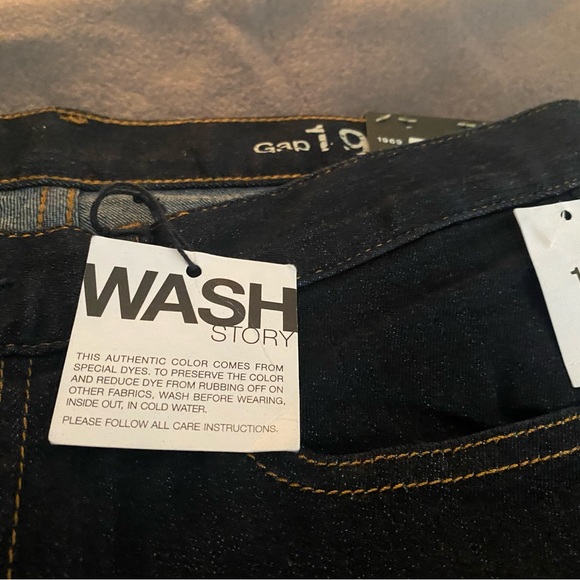 Gap 19
1969
WASH
STORY
THIS AUTHENTIC COLOR COMES FROM
SPECIAL DYES. TO PRESERVE THE COLOR
AND REDUCE DYE FROM RUBBING OFF ON
OTHER FABRICS, WASH BEFORE WEARING,
INSIDE OUT, IN COLD WATER.
PLEASE FOLLOW ALL CARE INSTRUCTIONS.